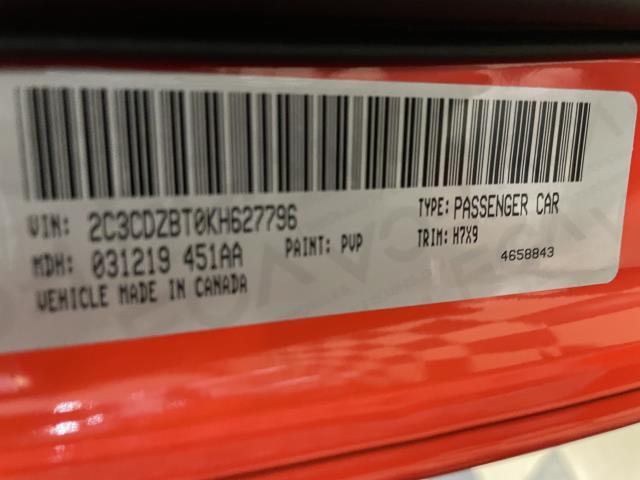 VIN: 2C3CDZBT0KH627796
TYPE: PASSENGER CAR
MDH: 031219 451AA
PAINT: PVP
TRIM: H7X9
VEHICLE MADE IN CANADA
4658843